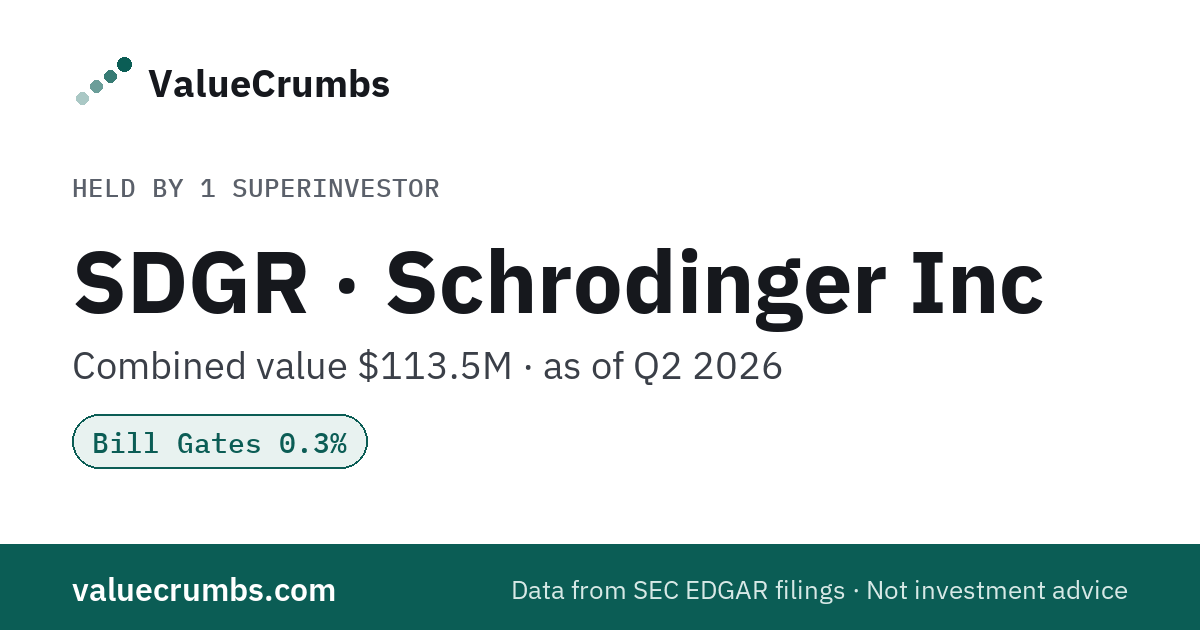 ValueCrumbs
HELD BY 1 SUPERINVESTOR
SDGR · Schrodinger Inc
Combined value $113.5M · as of Q2 2026
Bill Gates 0.3%
valuecrumbs.com
Data from SEC EDGAR filings · Not investment advice